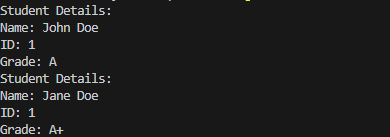 Student Details:
Name: John Doe
ID: 1
Grade: A
Student Details:
Name: Jane Doe
ID: 1
Grade: A+